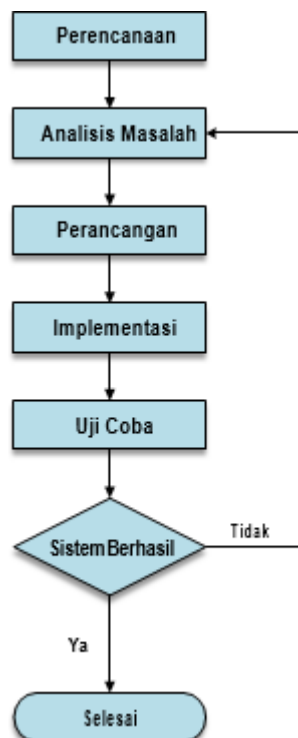 Perencanaan
Analisis Masalah
Perancangan
Implementasi
Uji Coba
Sistem Berhasil
Tidak
Ya
Selesai